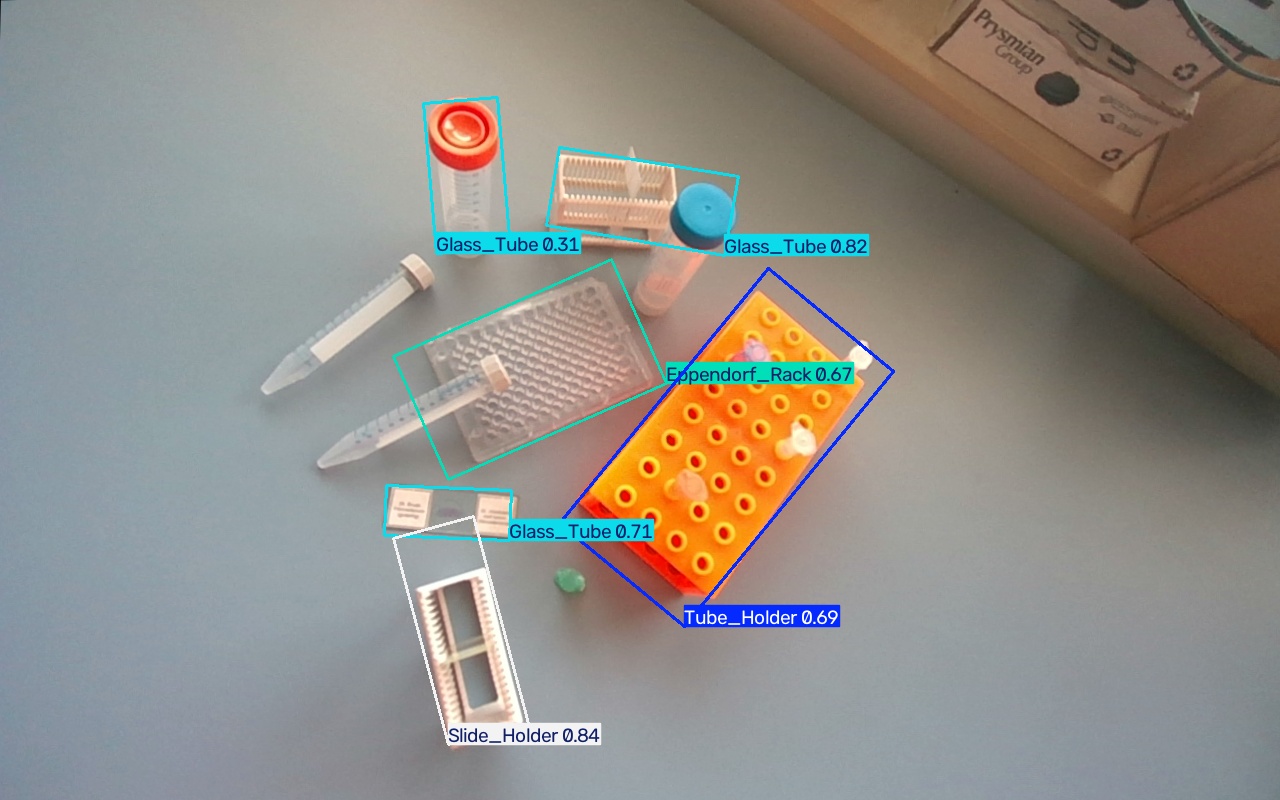 Prysmian
Group
Glass_Tube 0.31
Glass_Tube 0.82
Eppendorf_Rack 0.67
Glass_Tube 0.71
Tube_Holder 0.69
Slide_Holder 0.84